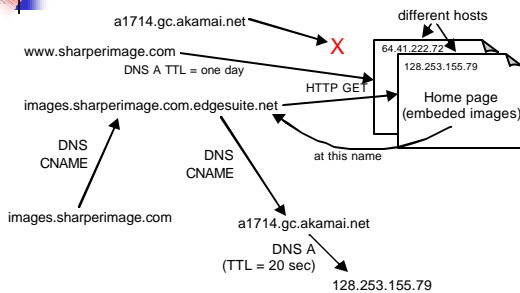 different hosts
a1714.gc.akamai.net
X
www.sharperimage.com
64.41.222.72
DNS A TTL = one day
128.253.155.79
HTTP GET
Home page
(embeded images)
images.sharperimage.com.edgesuite.net
DNS
CNAME
DNS
CNAME
at this name
images.sharperimage.com
a1714.gc.akamai.net
DNS A
(TTL = 20 sec)
128.253.155.79